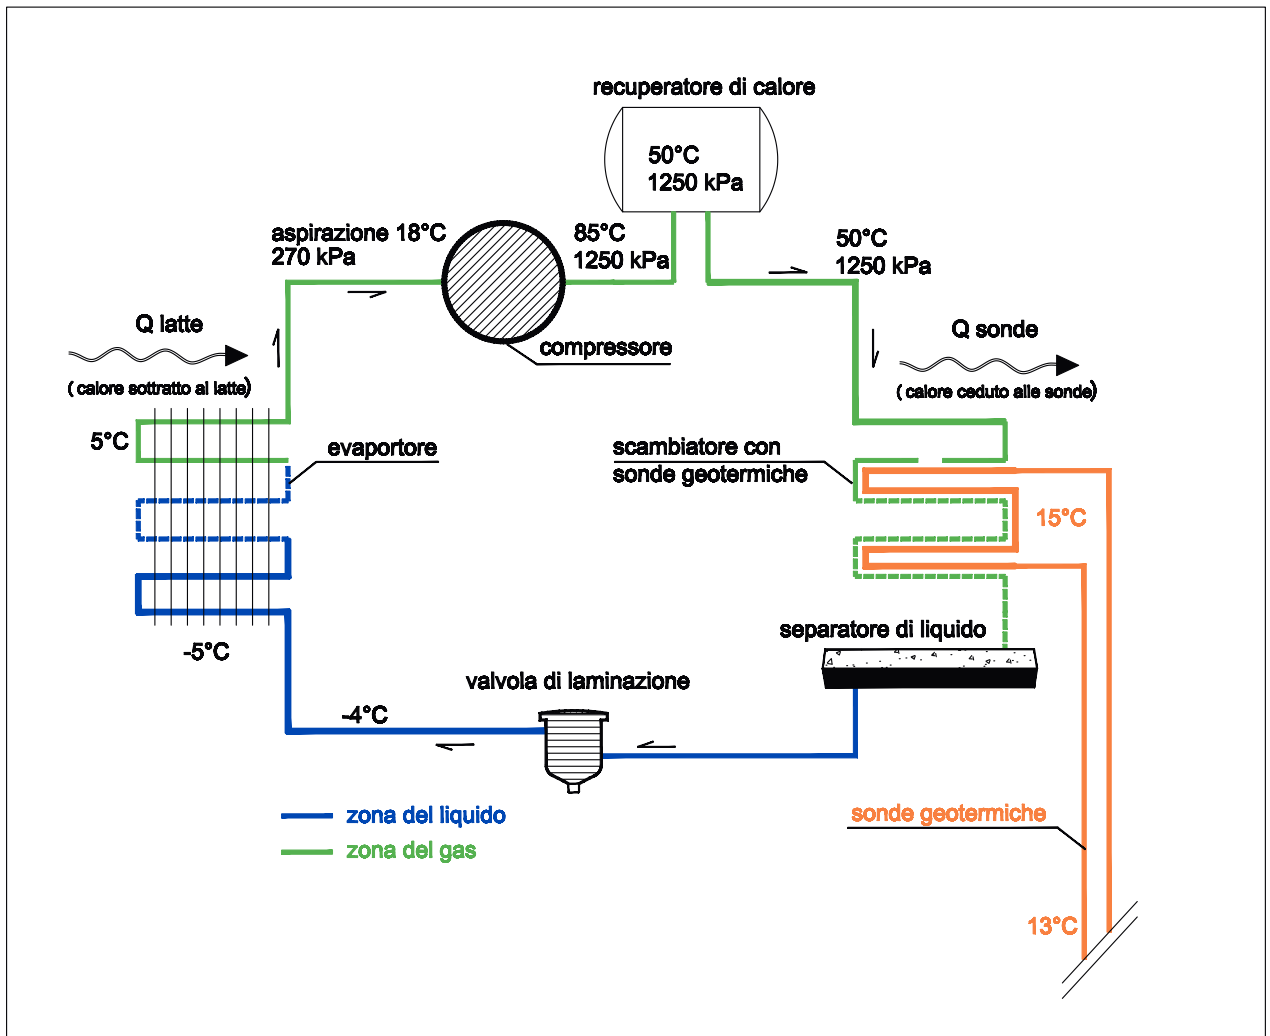 recuperatore di calore
50°C
1250 kPa
aspirazione 18°C
270 kPa
85°C
1250 kPa
50°C
1250 kPa
Q latte
( calore sottratto al latte)
compressore
Q sonde
( calore ceduto alle sonde)
5°C
evaportore
scambiatore con
sonde geotermiche
15°C
-5°C
separatore di liquido
valvola di laminazione
-4°C
zona del liquido
zona del gas
sonde geotermiche
13°C